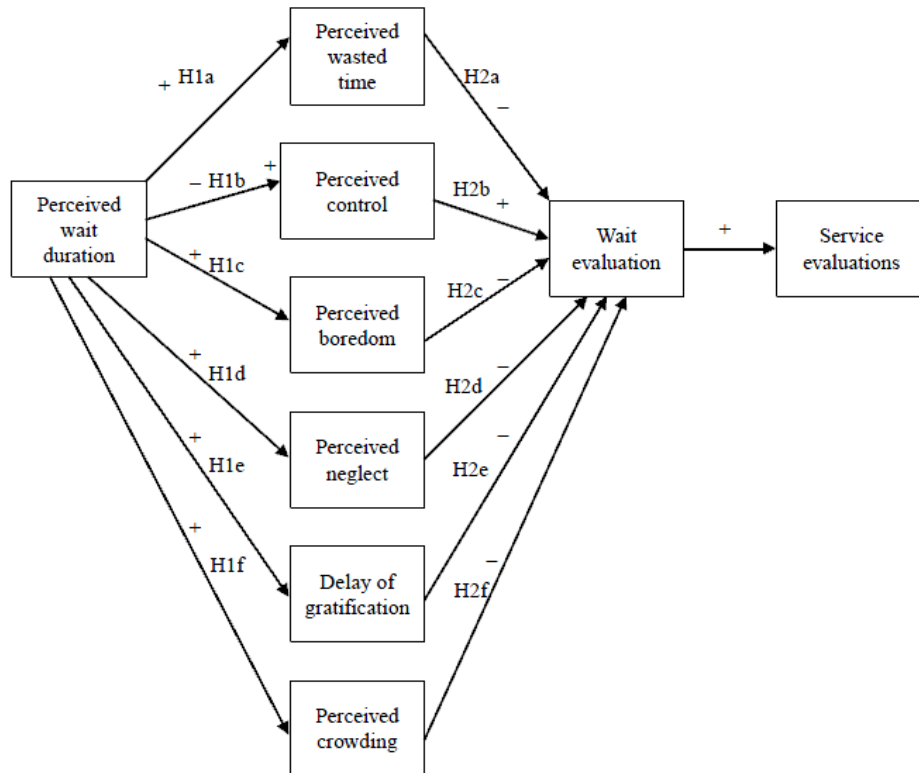 Perceived
wasted
time
+ H1a
H2a
−
− H1b +
Perceived
control
H2b
+
Perceived
wait
duration
Wait
evaluation
+
Service
evaluations
+
H1c
Perceived
boredom
−
H2c
+
H1d
Perceived
neglect
−
H2d
+
H1e
Delay of
gratification
−
H2e
+
H1f
Perceived
crowding
−
H2f